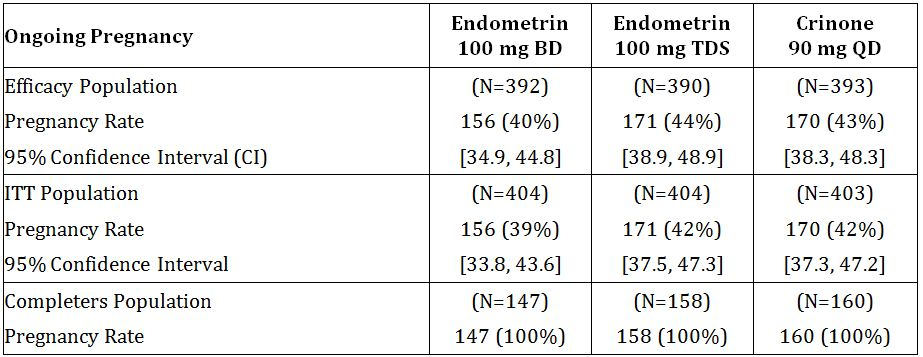 Ongoing Pregnancy Endometrin 100 mg BD Endometrin 100 mg TDS Crinone 90 mg QD
Efficacy Population (N=392) (N=390) (N=393)
Pregnancy Rate 156 (40%) 171 (44%) 170 (43%)
95% Confidence Interval (CI) [34.9, 44.8] [38.9, 48.9] [38.3, 48.3]
ITT Population (N=404) (N=404) (N=403)
Pregnancy Rate 156 (39%) 171 (42%) 170 (42%)
95% Confidence Interval [33.8, 43.6] [37.5, 47.3] [37.3, 47.2]
Completers Population (N=147) (N=158) (N=160)
Pregnancy Rate 147 (100%) 158 (100%) 160 (100%)